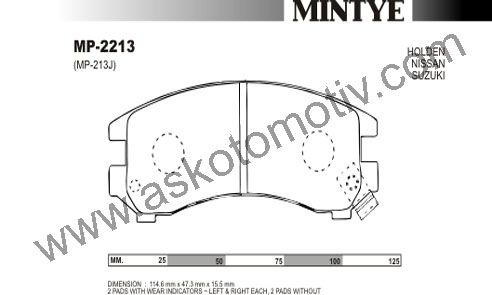 MINTYE
MP-2213
(MP-213J)
HOLDEN
NISSAN
SUZUKI
www.askotomotiv.com
MM. 25 50 75 100 125
DIMENSION : 114.6 mm x 47.3 mm x 15.5 mm
2 PADS WITH WEAR INDICATORS - LEFT & RIGHT EACH, 2 PADS WITHOUT